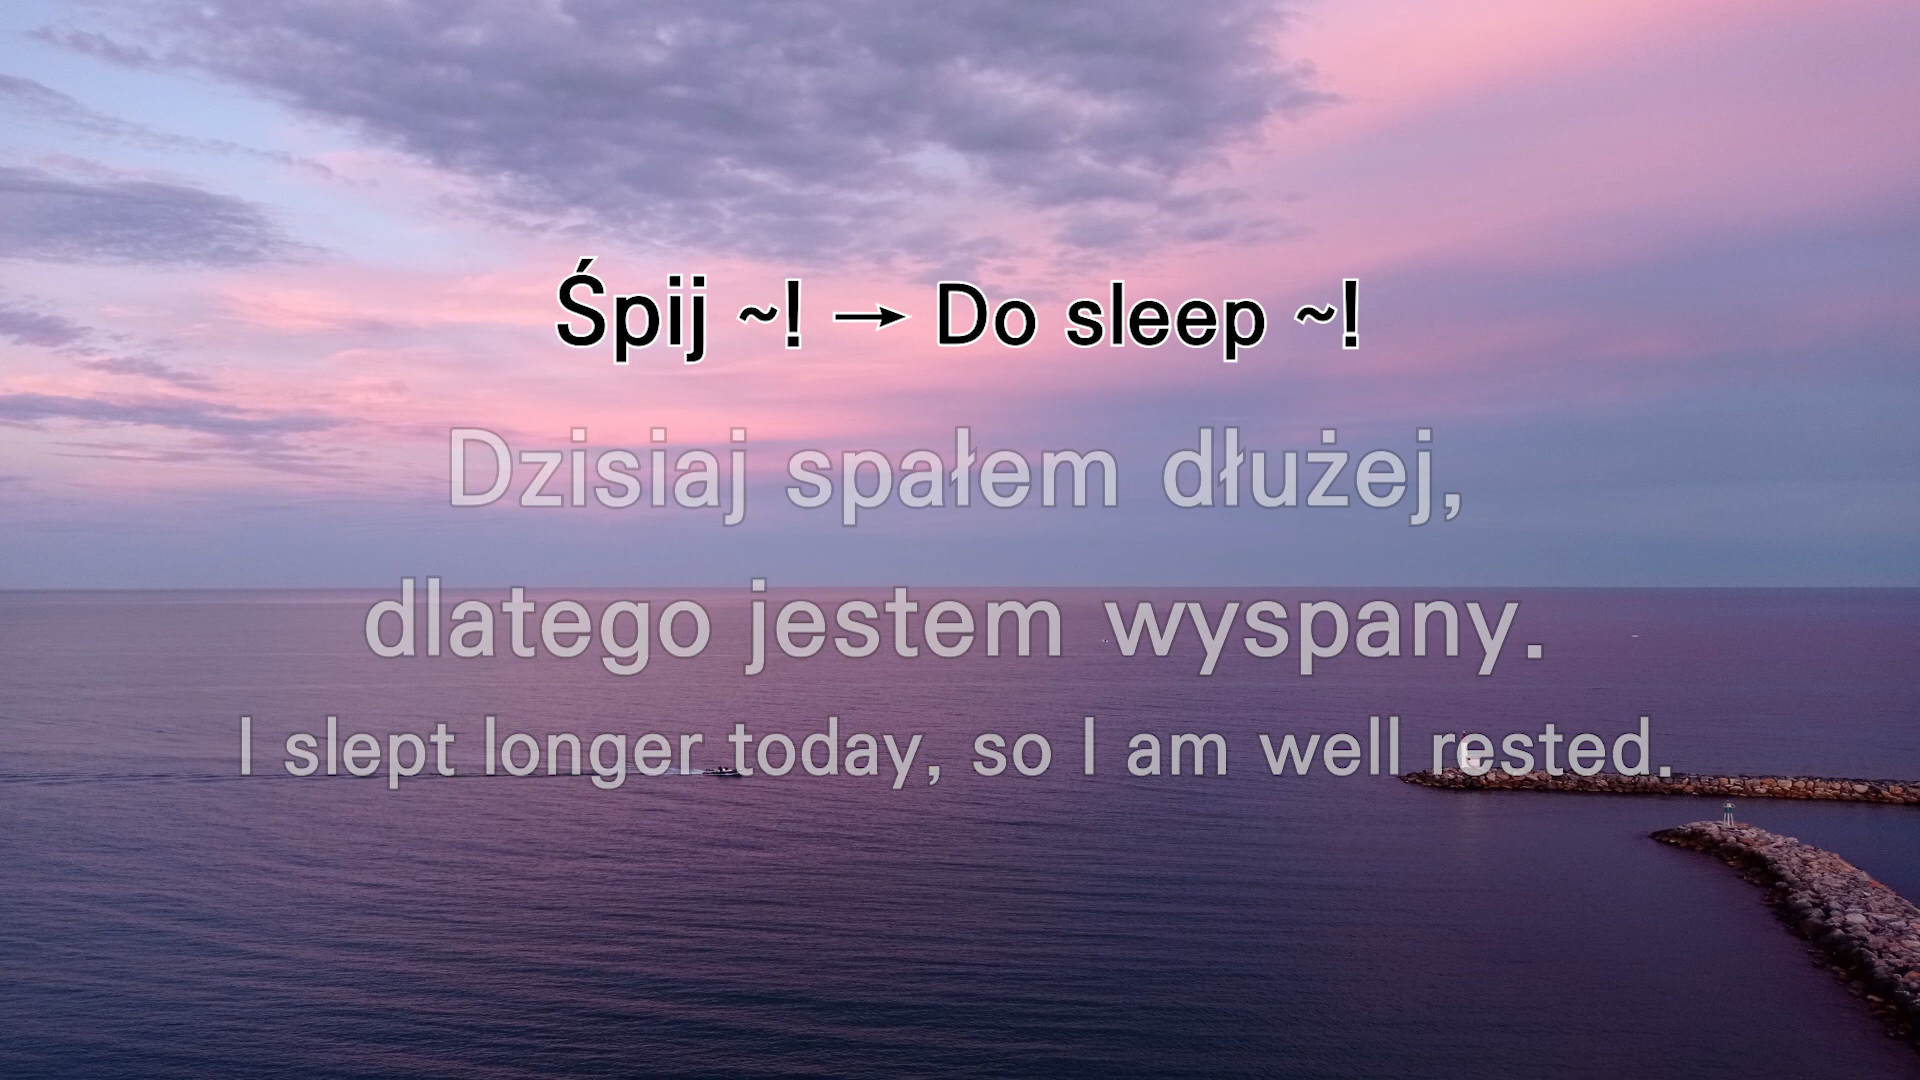 Śpij ~! → Do sleep ~!
Dzisiaj spałem dłużej,
dlatego jestem wyspany.
I slept longer today, so I am well rested.